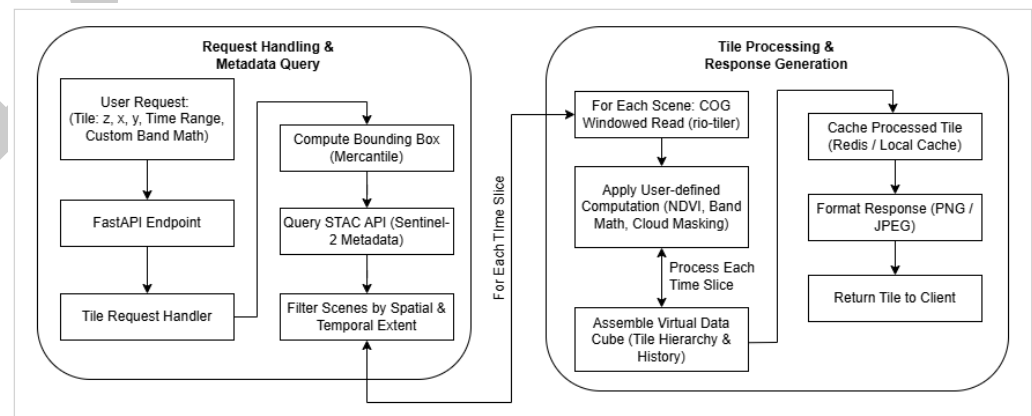 Request Handling &
Metadata Query
User Request:
(Tile: z, x, y, Time Range,
Custom Band Math)
FastAPI Endpoint
Tile Request Handler
Compute Bounding Box
(Mercantile)
Query STAC API (Sentinel-
2 Metadata)
Filter Scenes by Spatial &
Temporal Extent
For Each TIme Slice
Tile Processing &
Response Generation
For Each Scene: COG
Windowed Read (rio-tiler)
Apply User-defined
Computation (NDVI, Band
Math, Cloud Masking)
Process Each
Time Slice
Assemble Virtual Data
Cube (Tile Hierarchy &
History)
Cache Processed Tile
(Redis / Local Cache)
Format Response (PNG /
JPEG)
Return Tile to Client